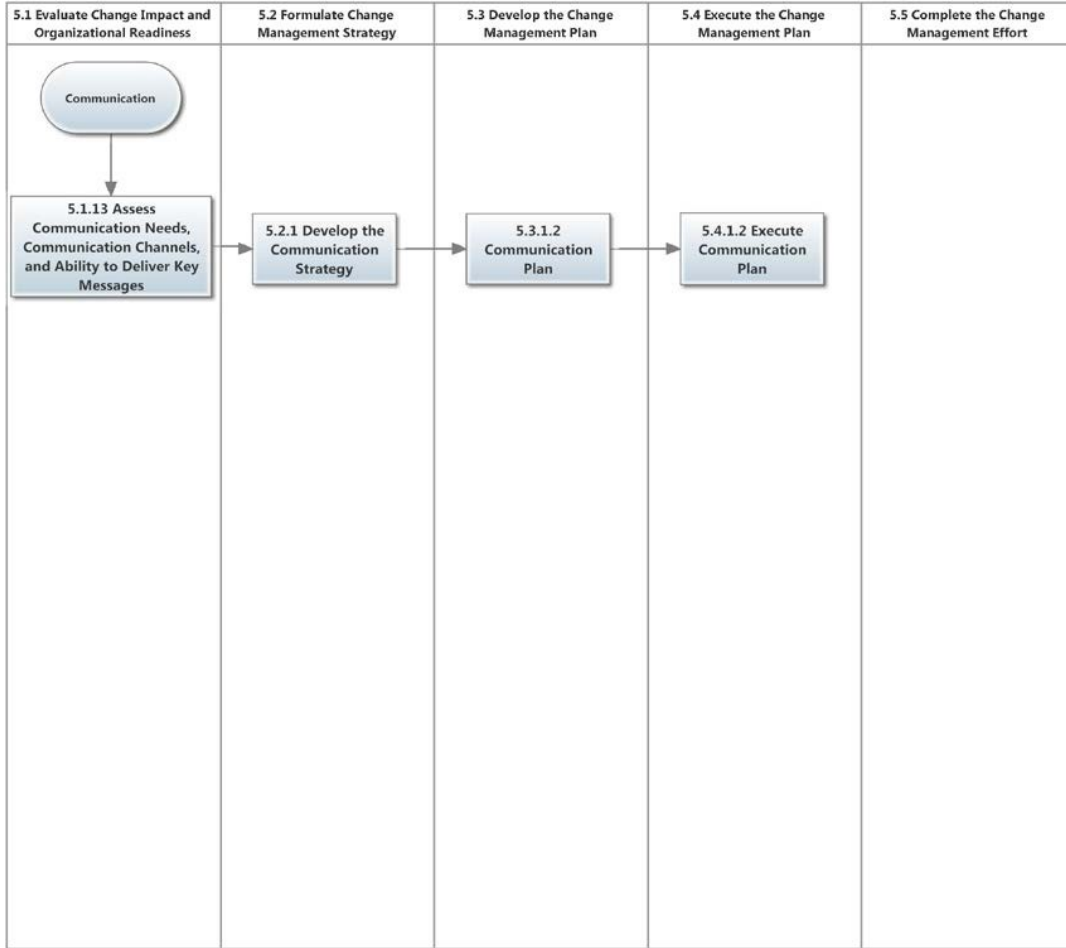 5.1 Evaluate Change Impact and
Organizational Readiness
5.2 Formulate Change
Management Strategy
5.3 Develop the Change
Management Plan
5.4 Execute the Change
Management Plan
5.5 Complete the Change
Management Effort
Communication
5.1.13 Assess
Communication Needs,
Communication Channels,
and Ability to Deliver Key
Messages
5.2.1 Develop the
Communication
Strategy
5.3.1.2
Communication
Plan
5.4.1.2 Execute
Communication
Plan